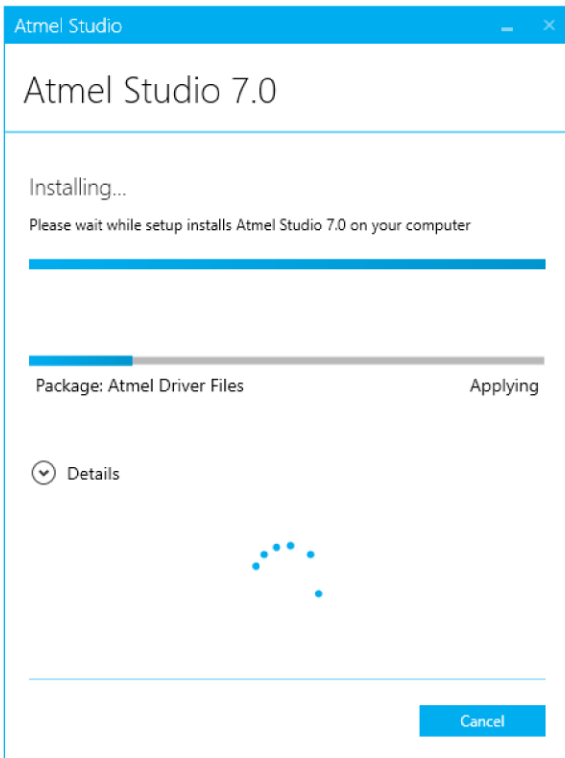 Atmel Studio
Atmel Studio 7.0
Installing...
Please wait while setup installs Atmel Studio 7.0 on your computer
Package: Atmel Driver Files Applying
Details
Cancel